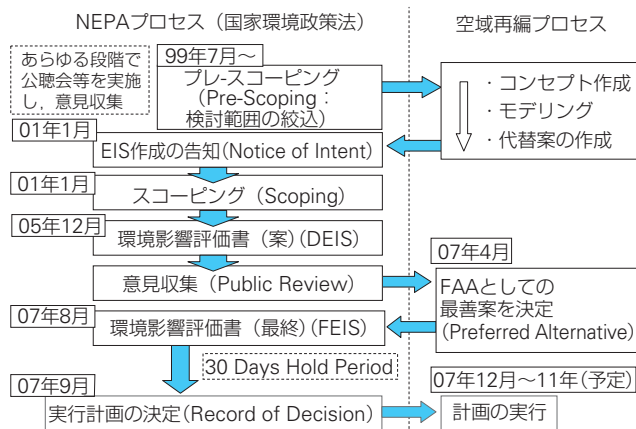 NEPAプロセス（国家環境政策法）
空域再編プロセス
あらゆる段階で
公聴会等を実施
し，意見収集
99年7月～
プレ-スコーピング
（Pre-Scoping：
検討範囲の絞込）
・コンセプト作成
・モデリング
・代替案の作成
01年1月
EIS作成の告知（Notice of Intent）
01年1月
スコーピング（Scoping）
05年12月
環境影響評価書（案）（DEIS）
意見収集（Public Review）
07年4月
FAAとしての
最善案を決定
（Preferred Alternative）
07年8月
環境影響評価書（最終）（FEIS）
30 Days Hold Period
07年9月
実行計画の決定（Record of Decision）
07年12月～11年（予定）
計画の実行